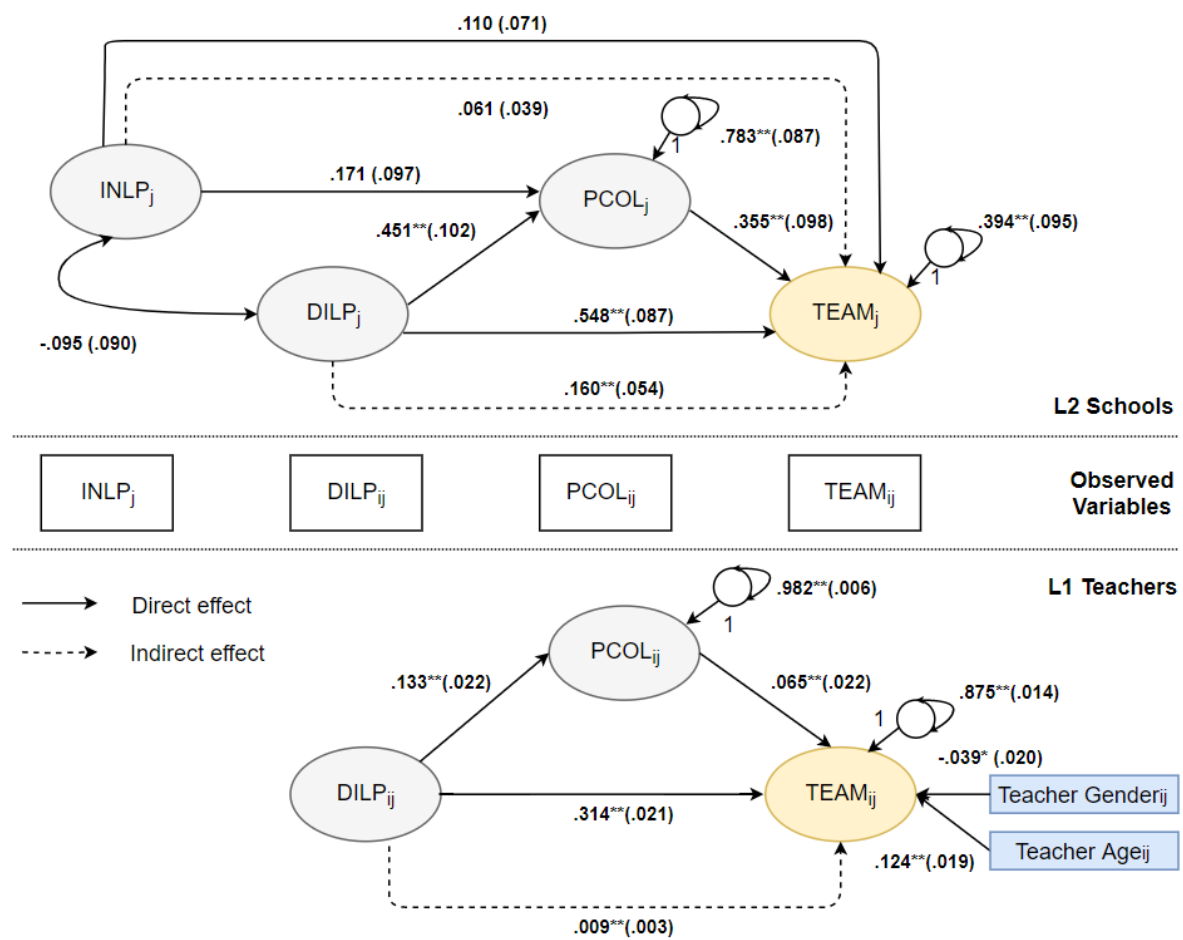 .110 (.071)
.061 (.039)
1
.783**(.087)
INLPj
.171 (.097)
PCOLj
.451**(.102)
.355**(.098)
.394**(.095)
1
DILPj
TEAMj
.548**(.087)
-.095 (.090)
.160**(.054)
L2 Schools
INLPj
DILPij
PCOLij
TEAMij
Observed
Variables
L1 Teachers
Direct effect
Indirect effect
.982**(.006)
1
PCOLij
.133**(.022)
.065**(.022)
.875**(.014)
1
-.039* (.020)
DILPij
TEAMij
.314**(.021)
Teacher Genderij
Teacher Ageij
.124**(.019)
.009**(.003)